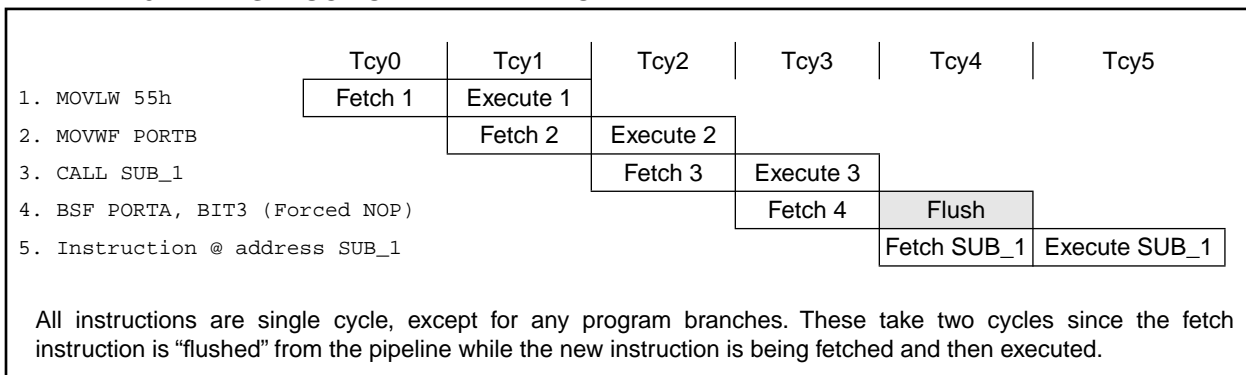 Tcy0 Tcy1 Tcy2 Tcy3 Tcy4 Tcy5
1. MOVLW 55h Fetch 1 Execute 1
2. MOVWF PORTB Fetch 2 Execute 2
3. CALL SUB_1 Fetch 3 Execute 3
4. BSF PORTA, BIT3 (Forced NOP) Fetch 4 Flush
5. Instruction @ address SUB_1 Fetch SUB_1 Execute SUB_1
All instructions are single cycle, except for any program branches. These take two cycles since the fetch
instruction is “flushed” from the pipeline while the new instruction is being fetched and then executed.